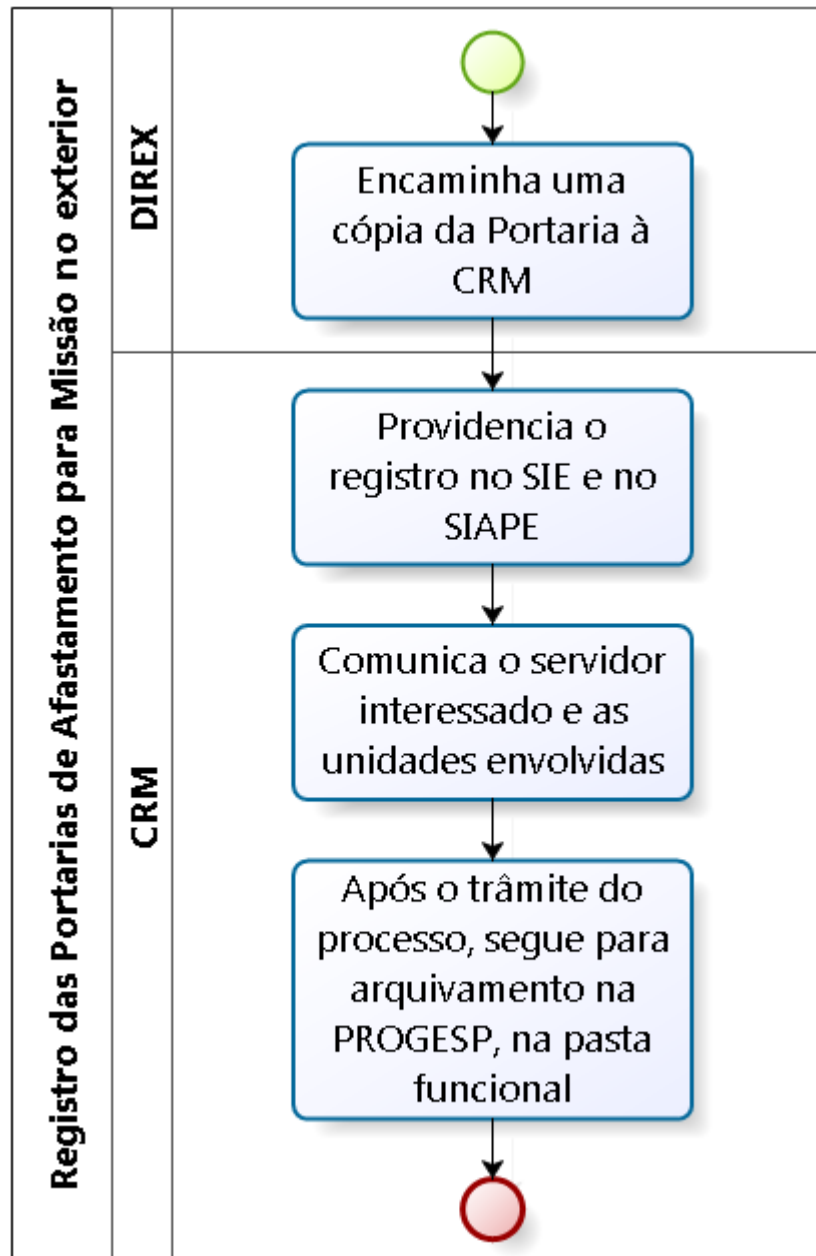 Registro das Portarias de Afastamento para Missão no exterior
DIREX
Encaminha uma
cópia da Portaria à
CRM
CRM
Providencia o
registro no SIE e no
SIAPE
Comunica o servidor
interessado e as
unidades envolvidas
Após o trâmite do
processo, segue para
arquivamento na
PROGESP, na pasta
funcional